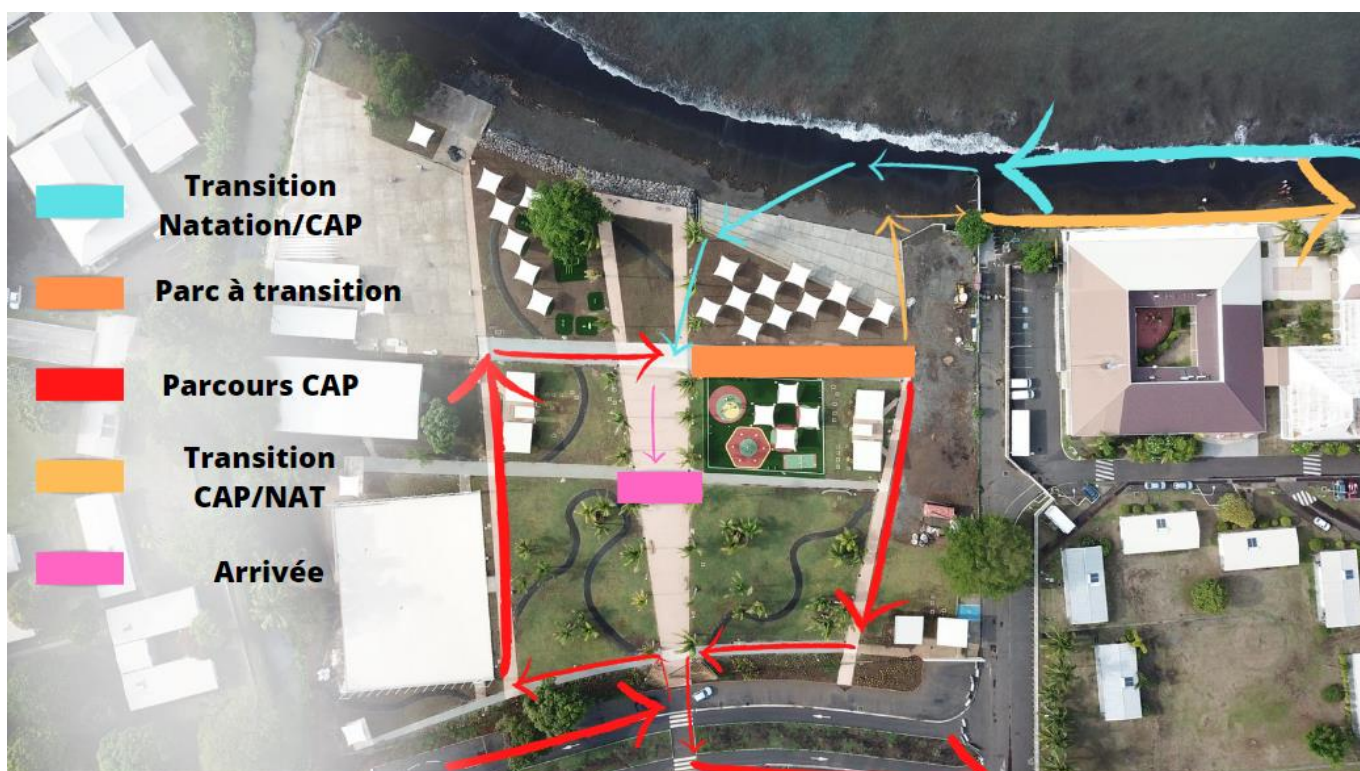 Transition
Natation/CAP
Parc à transition
Parcours CAP
Transition
CAP/NAT
Arrivée